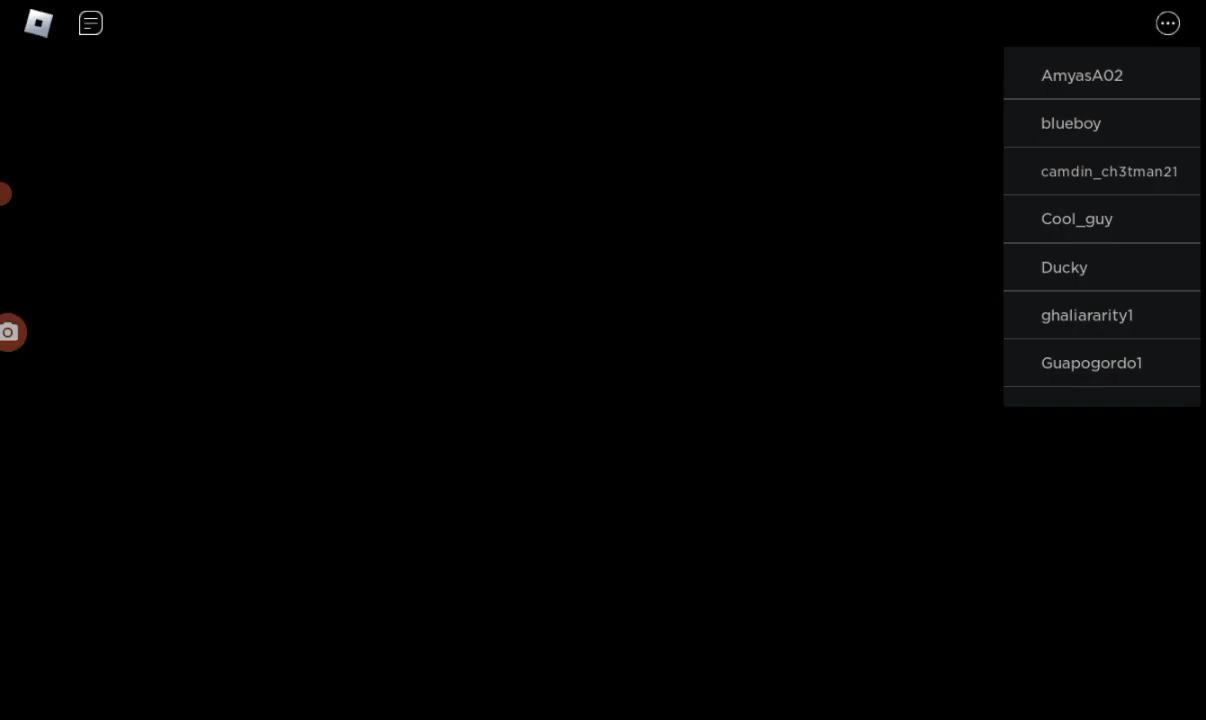 AmyasA02
blueboy
camdin_ch3tman21
Cool_guy
Ducky
ghaliararity1
Guapogordo1